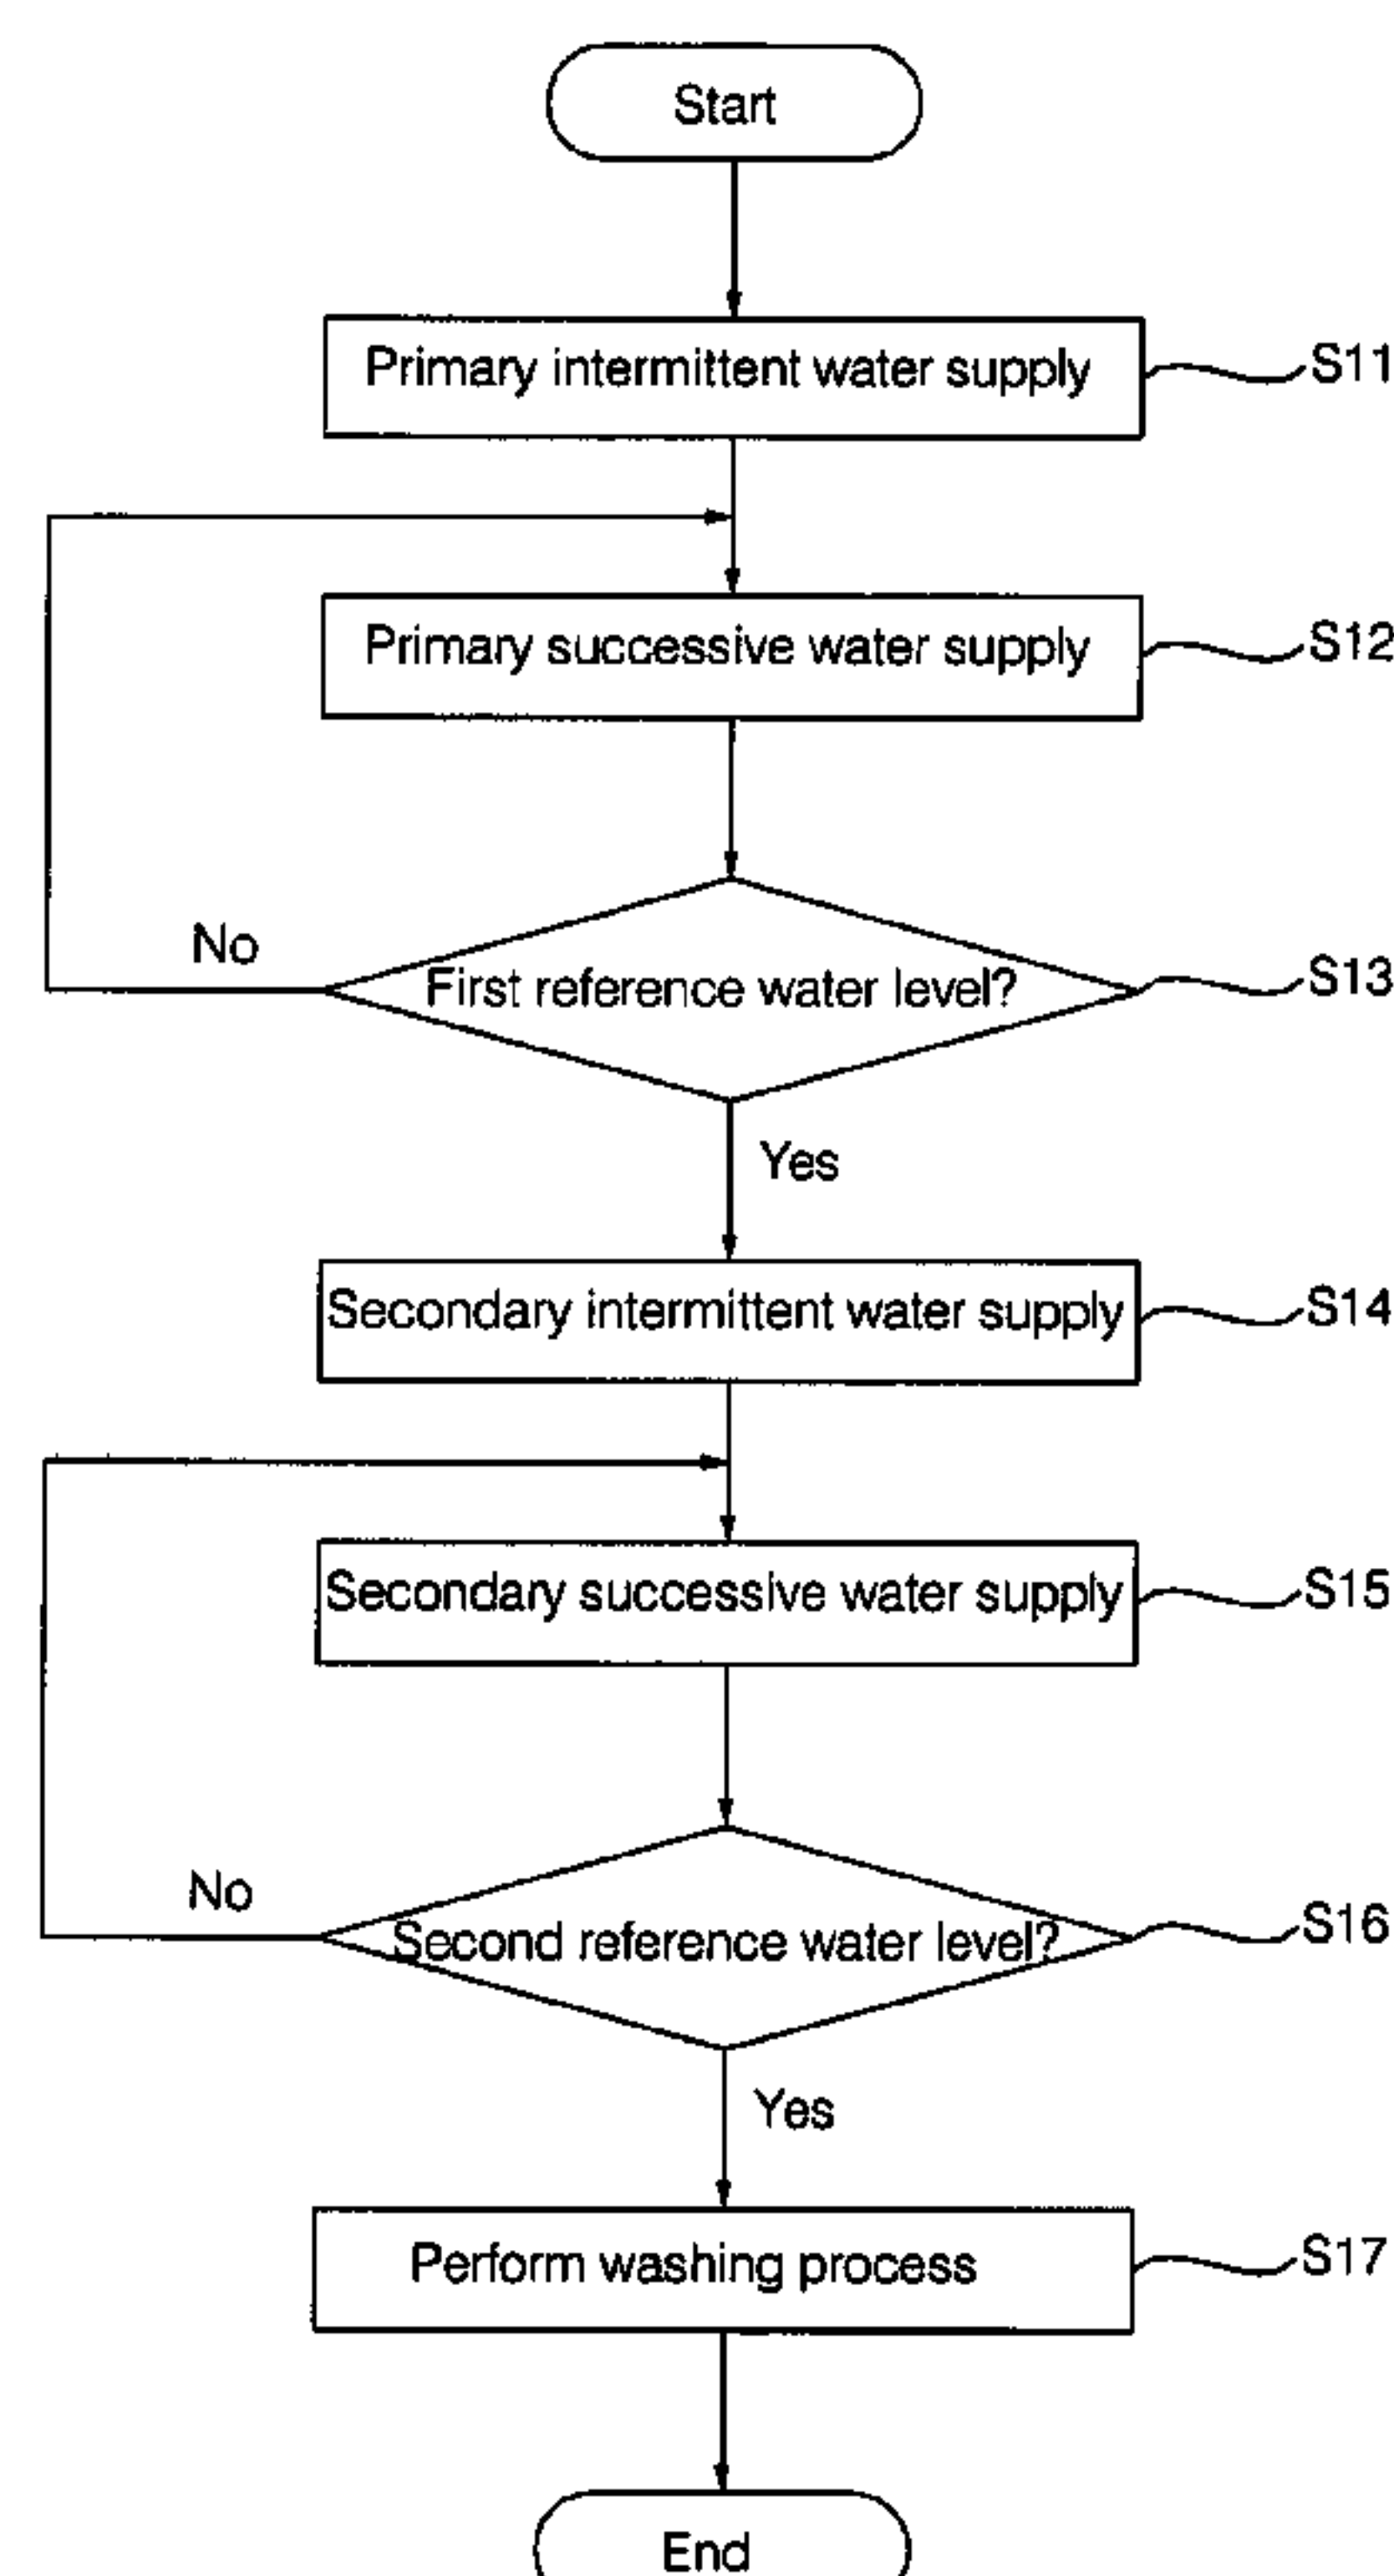 Start
Primary intermittent water supply
S11
Primary successive water supply
S12
No
First reference water level?
S13
Yes
Secondary intermittent water supply
S14
Secondary successive water supply
S15
No
Second reference water level?
S16
Yes
Perform washing process
S17
End